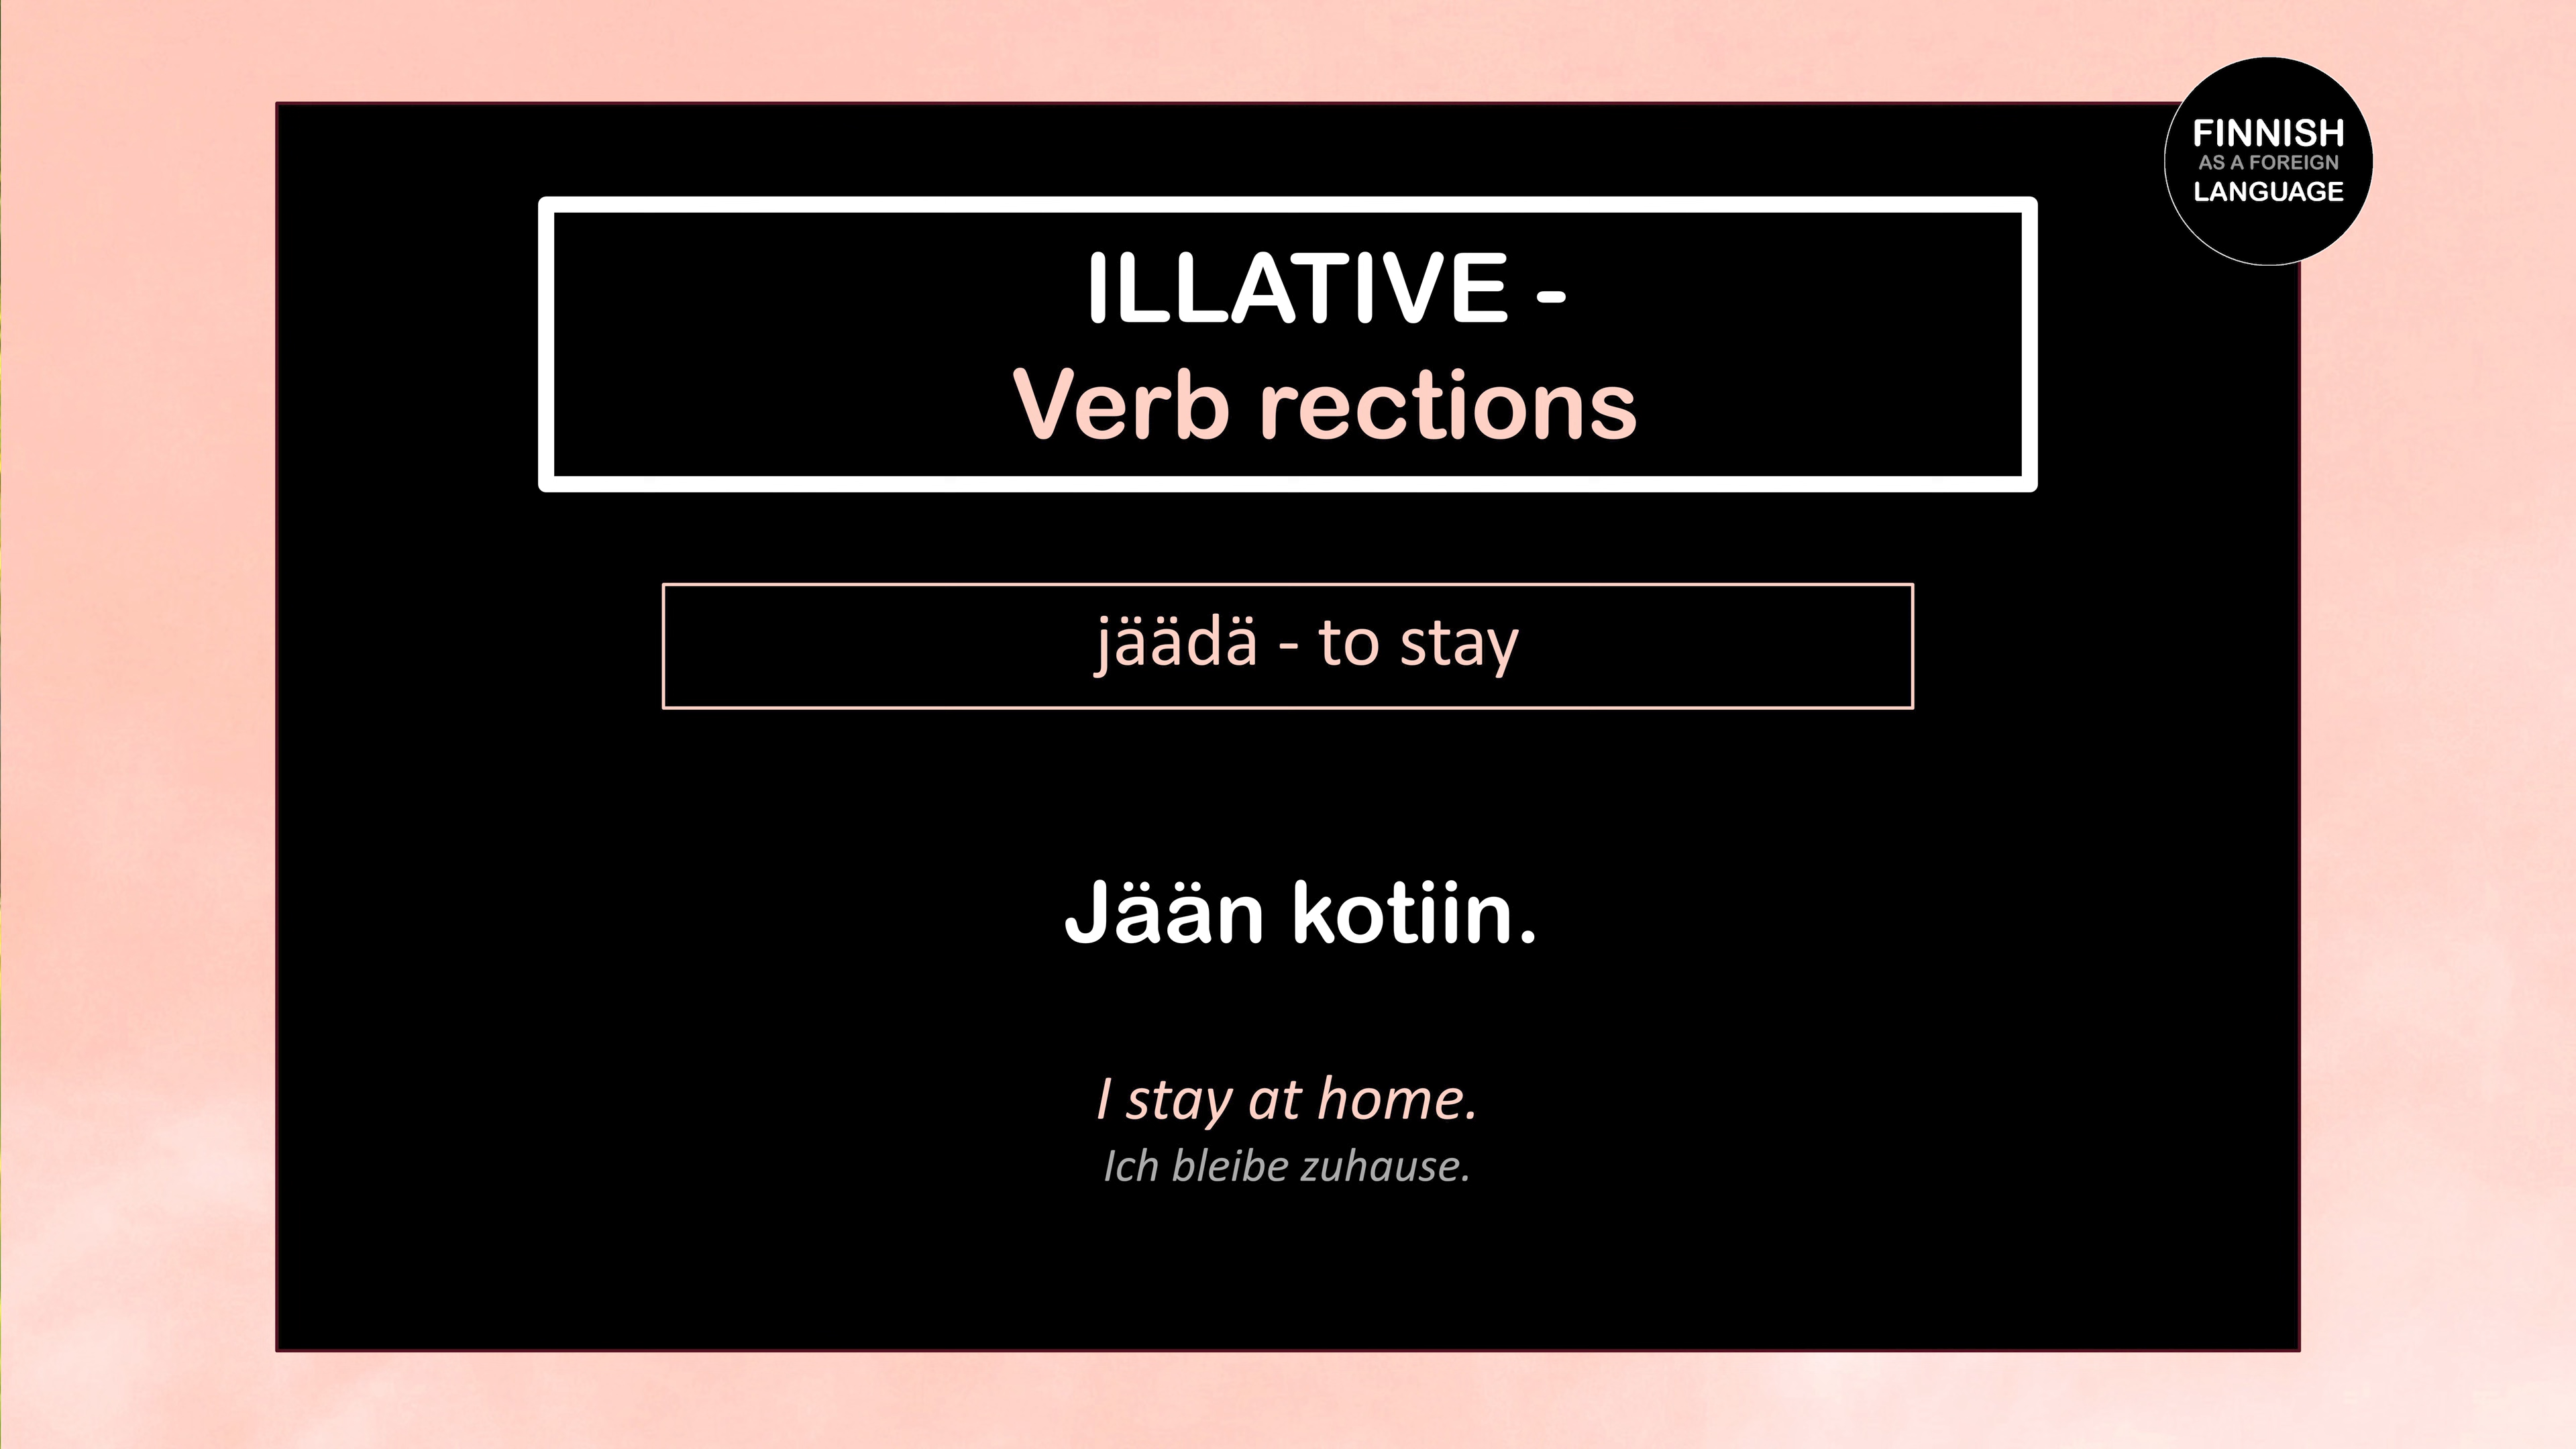 FINNISH
AS A FOREIGN
LANGUAGE
ILLATIVE -
Verb rections
jäädä - to stay
Jään kotiin.
I stay at home.
Ich bleibe zuhause.